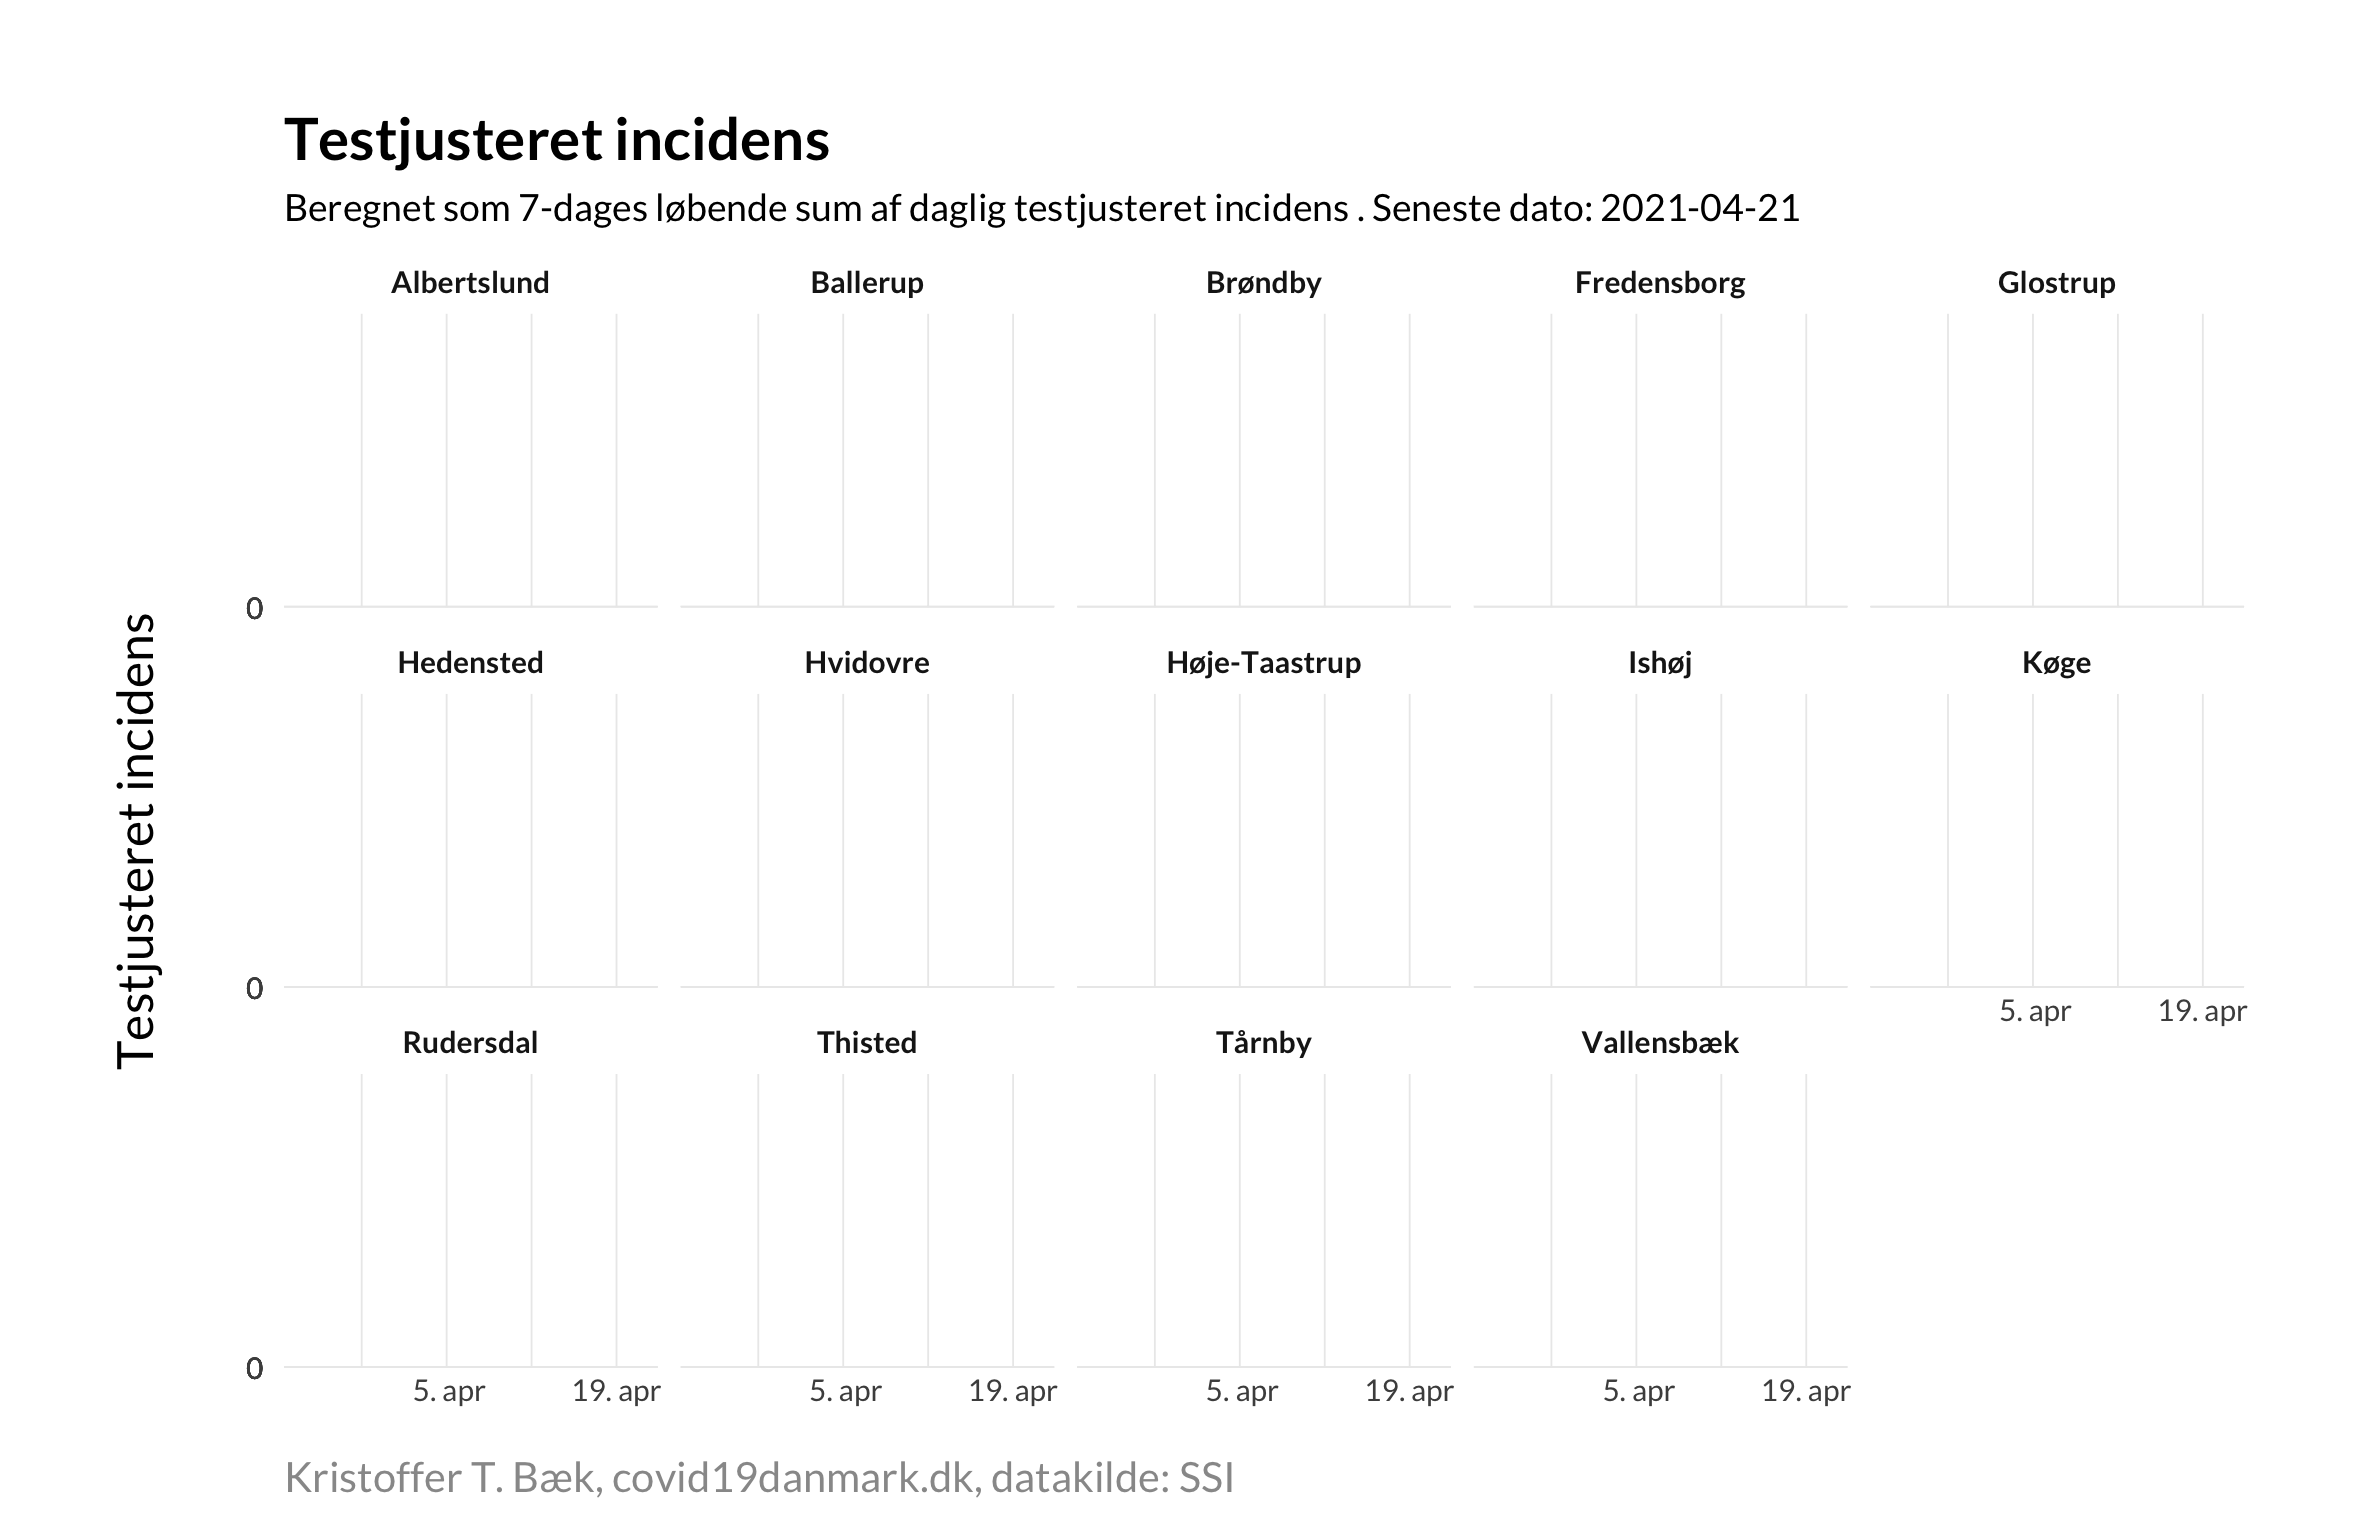 Testjusteret incidens
Beregnet som 7-dages løbende sum af daglig testjusteret incidens . Seneste dato: 2021-04-21
Albertslund Ballerup Brøndby Fredensborg Glostrup
0
Hedensted Hvidovre Høje-Taastrup Ishøj Køge
0
5. apr 19. apr
Rudersdal Thisted Tårnby Vallensbæk
0
5. apr 19. apr 5. apr 19. apr 5. apr 19. apr 5. apr 19. apr
Testjusteret incidens
Kristoffer T. Bæk, covid19danmark.dk, datakilde: SSI